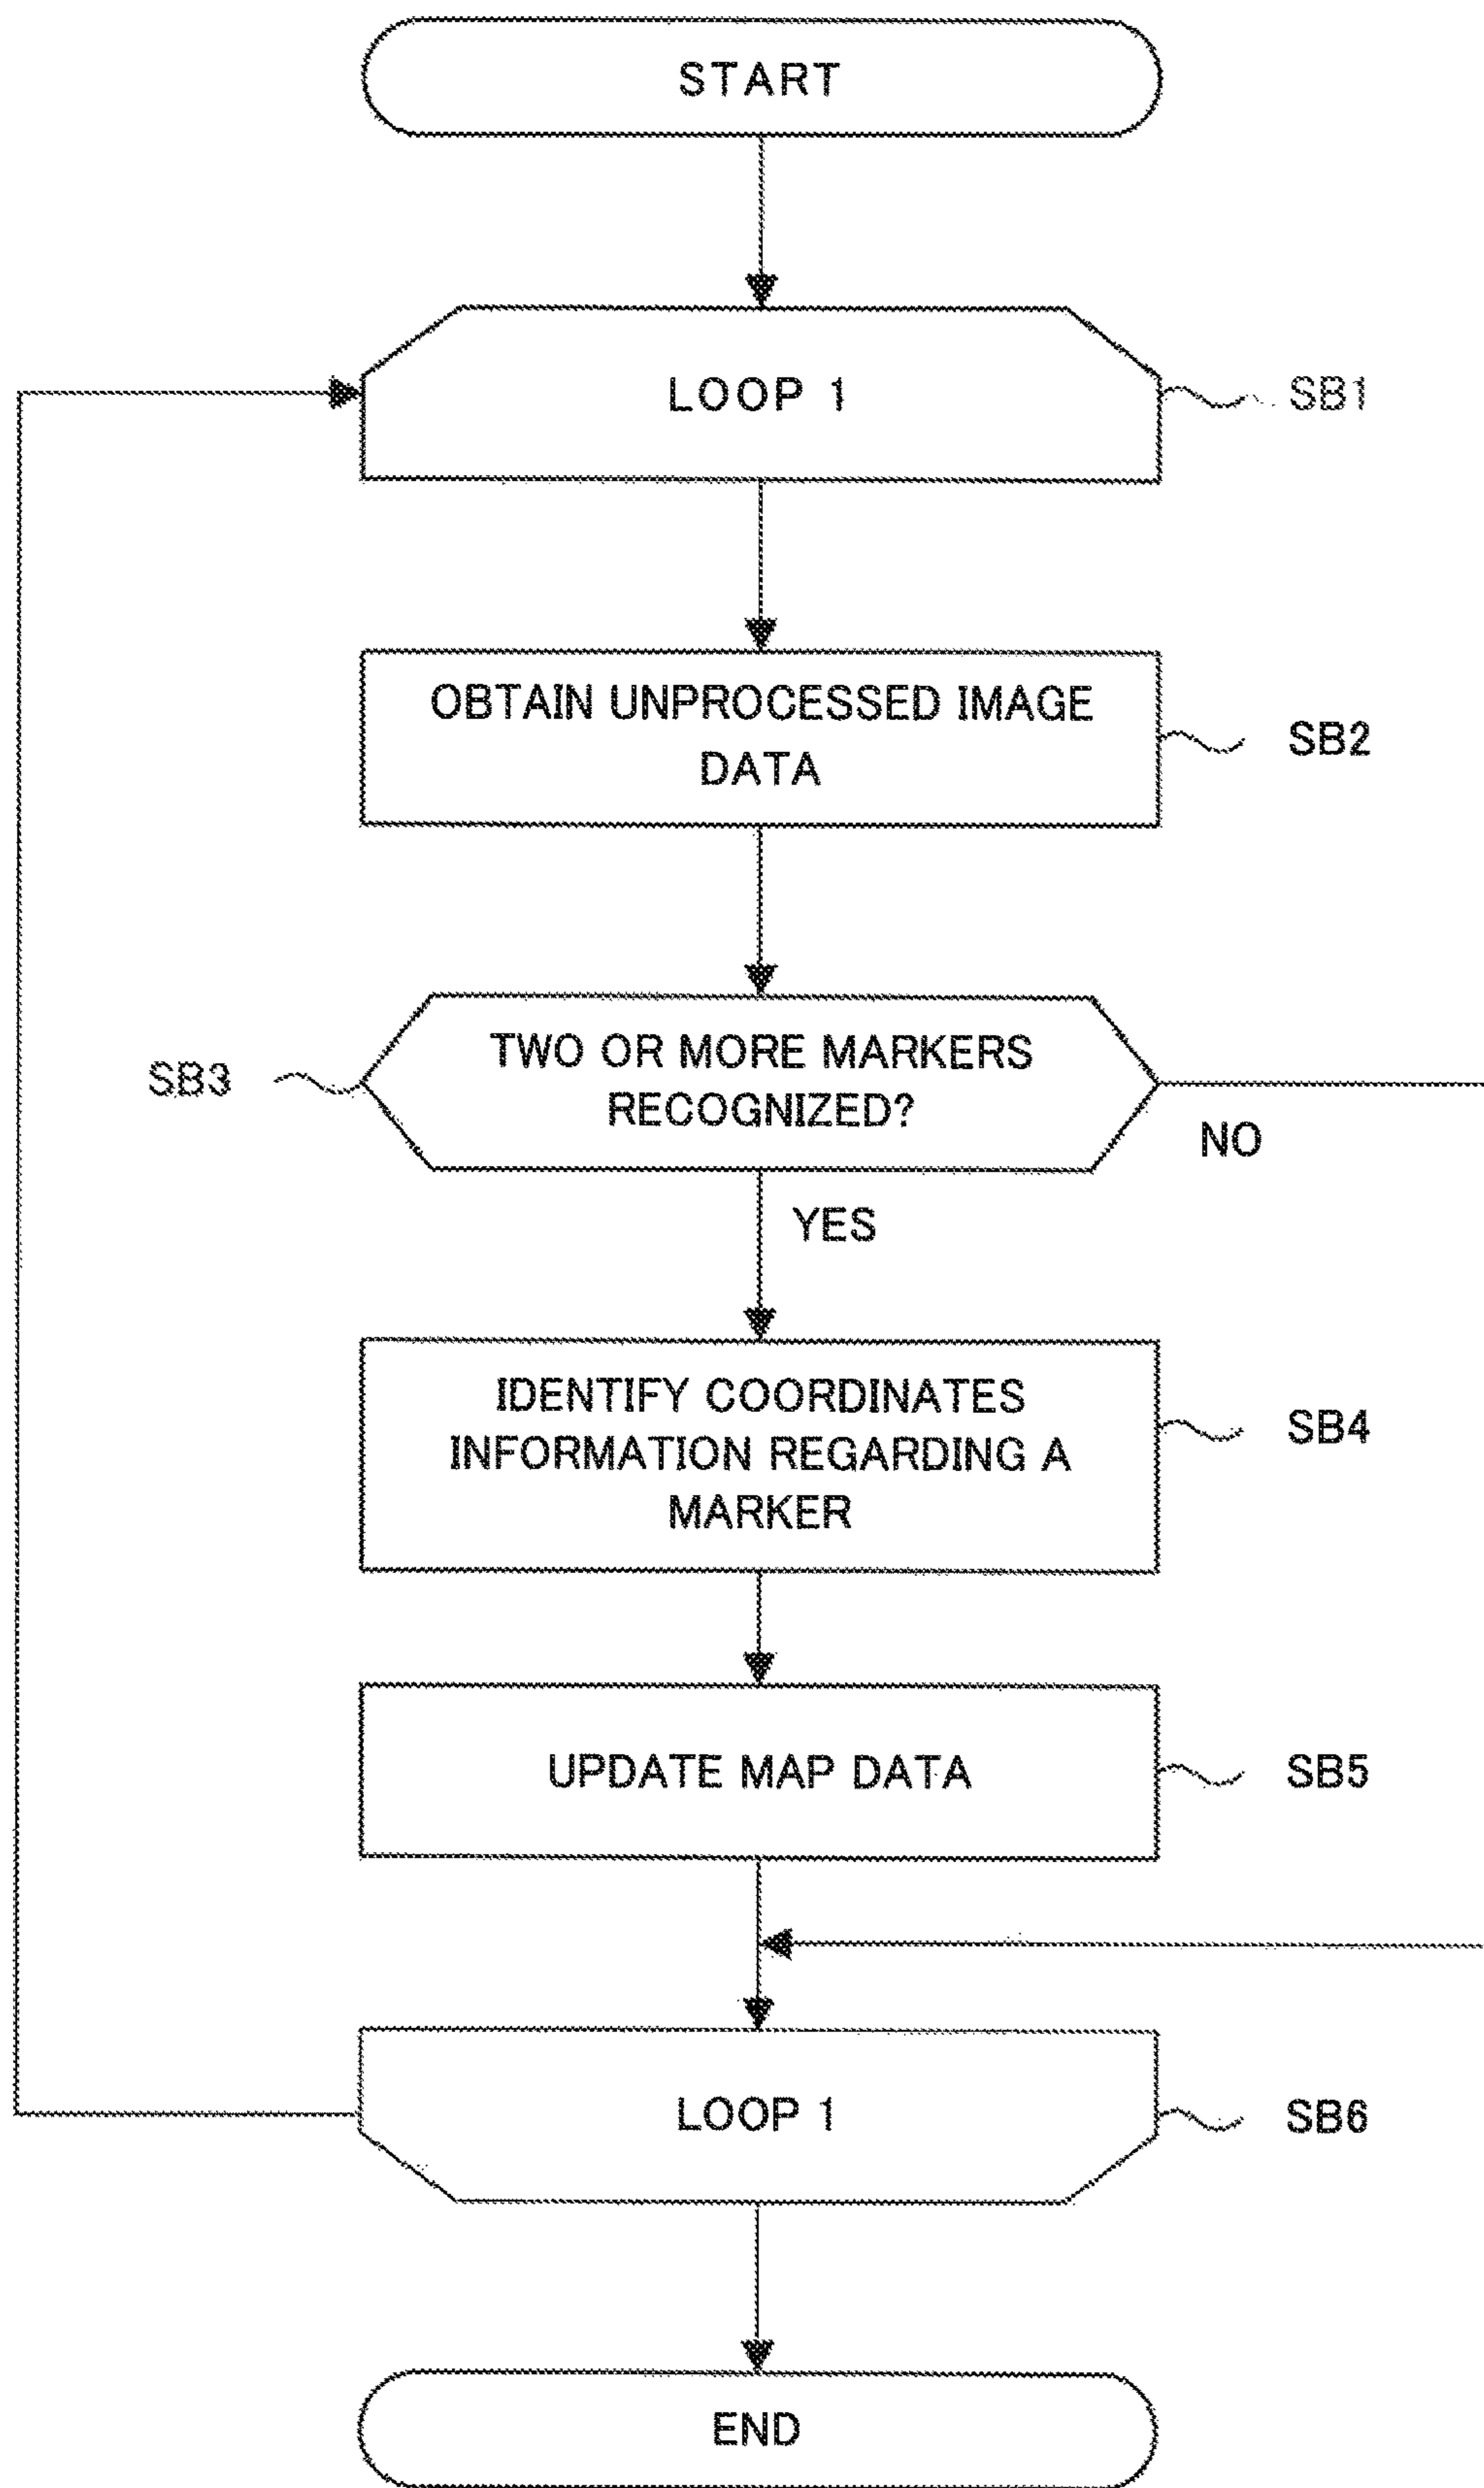 START
LOOP 1
SB1
OBTAIN UNPROCESSED IMAGE
DATA
SB2
TWO OR MORE MARKERS
RECOGNIZED?
SB3
NO
YES
IDENTIFY COORDINATES
INFORMATION REGARDING A
MARKER
SB4
UPDATE MAP DATA
SB5
LOOP 1
SB6
END